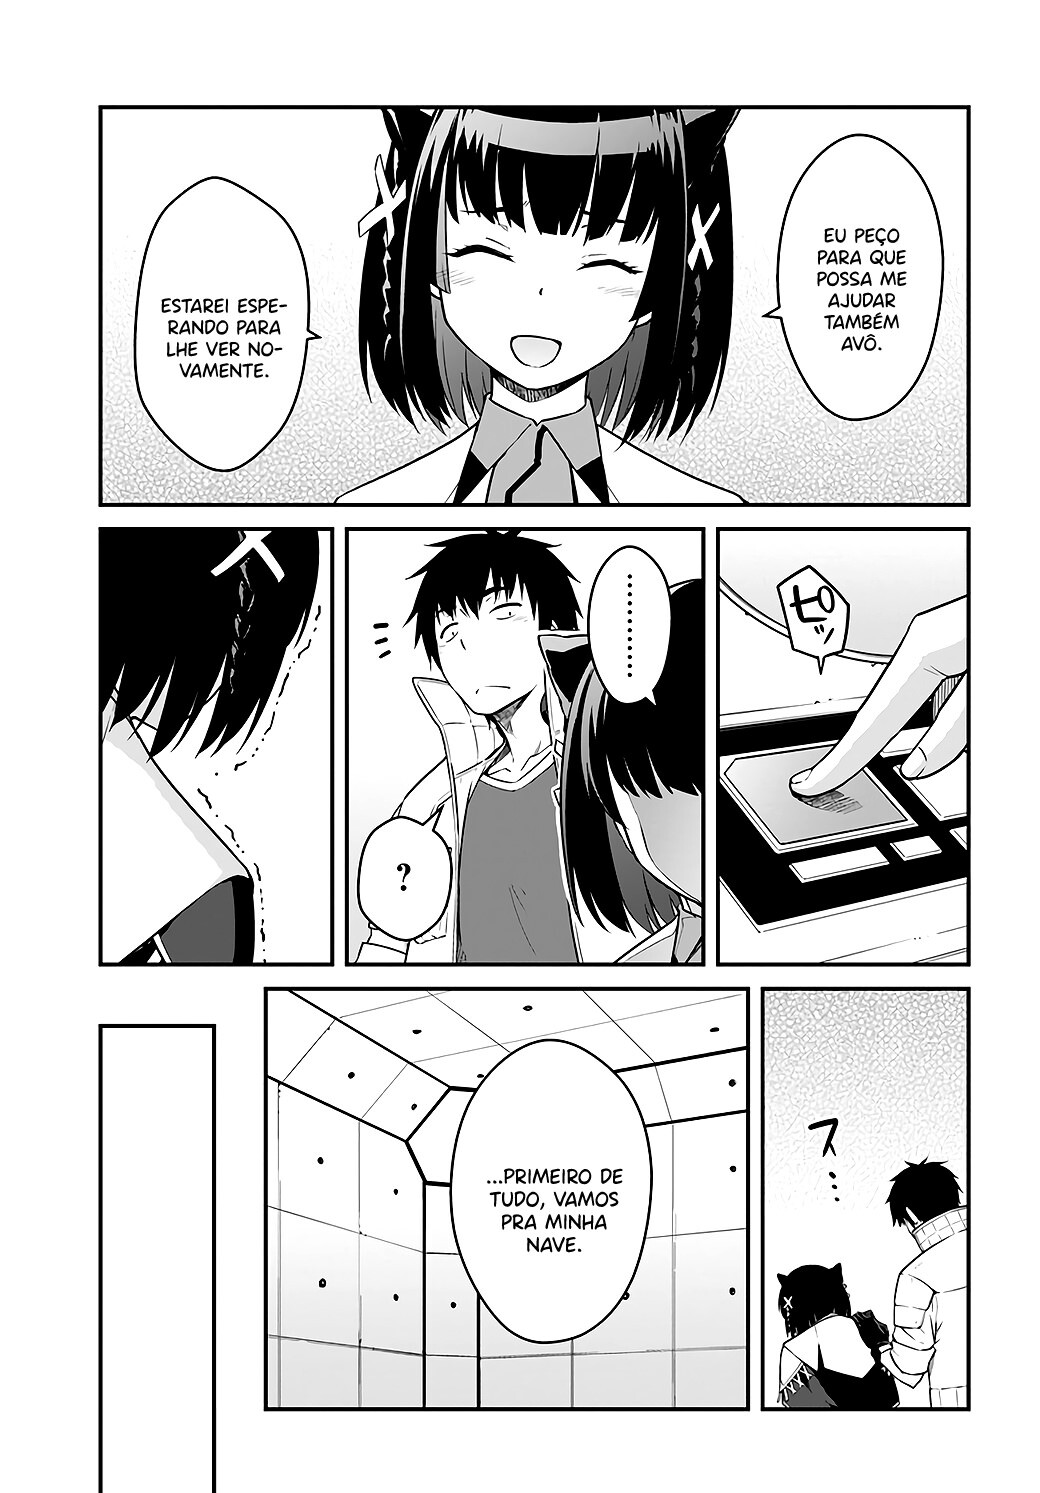 EU PEÇO
PARA QUE
POSSA ME
AJUDAR
TAMBÉM
AVÔ.
ESTAREI ESPE-
RANDO PARA
LHE VER NO-
VAMENTE.
ピッ
.........
?
ス...
...PRIMEIRO DE
TUDO, VAMOS
PRA MINHA
NAVE.